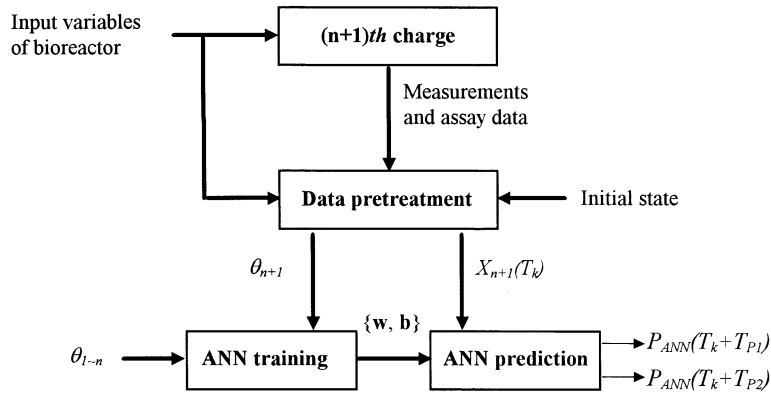 Input variables
of bioreactor
(n+1)th charge
Measurements
and assay data
Data pretreatment
Initial state
θn+1
Xn+1(Tk)
{w, b}
θ1~n
ANN training
ANN prediction
PANN(Tk+TP1)
PANN(Tk+TP2)